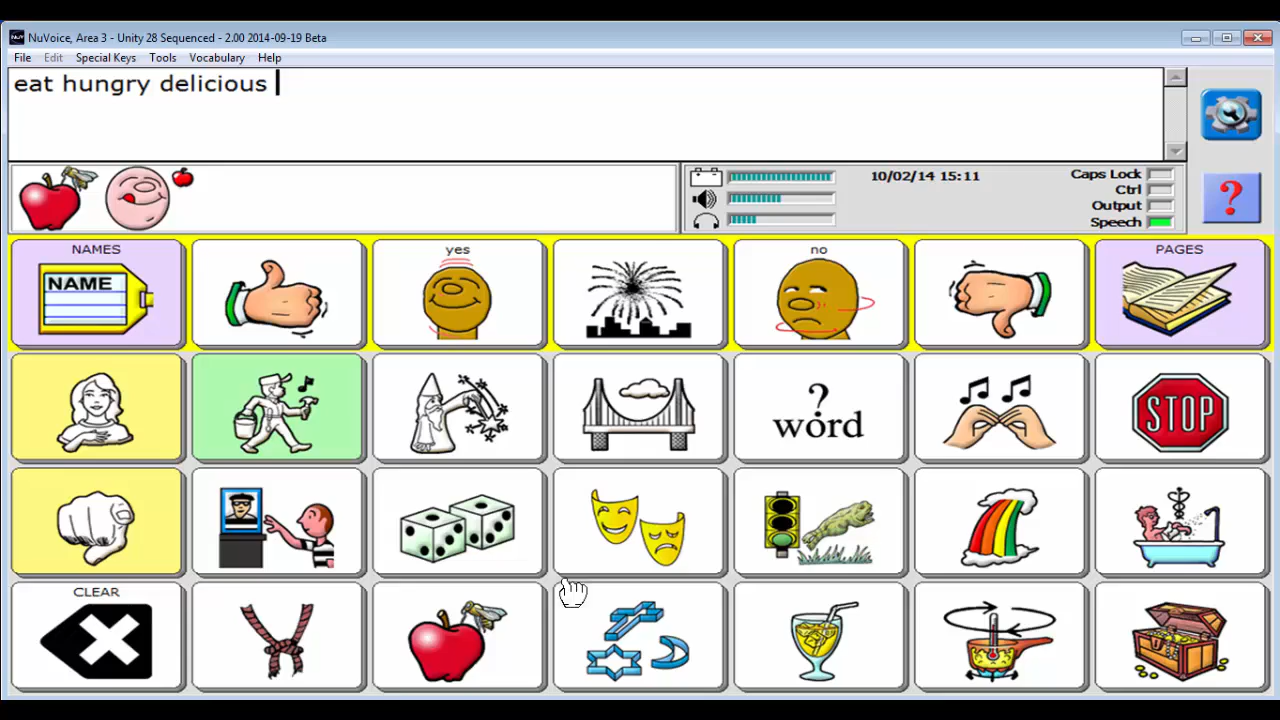 NuVoice, Area 3 - Unity 28 Sequenced - 2.00 2014-09-19 Beta
File Edit Special Keys Tools Vocabulary Help
eat hungry delicious
10/02/14 15:11
Caps Lock
Ctrl
Output
Speech
?
NAMES
NAME
yes
no
PAGES
?
word
STOP
CLEAR